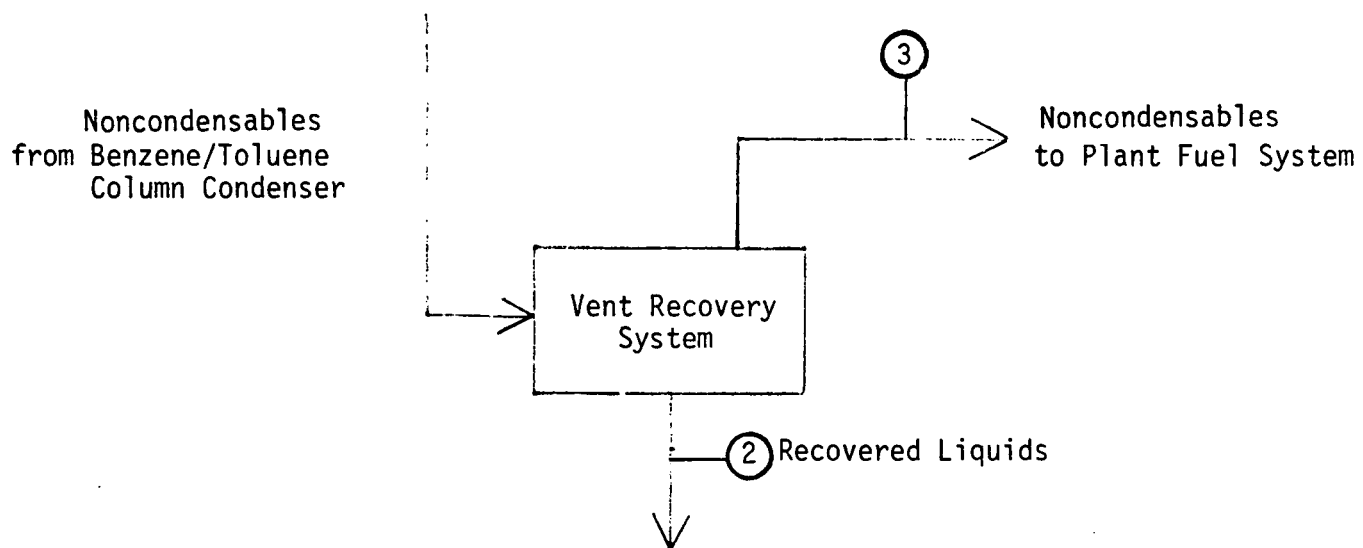 3
Noncondensables
from Benzene/Toluene
Column Condenser
Noncondensables
to Plant Fuel System
Vent Recovery
System
2 Recovered Liquids